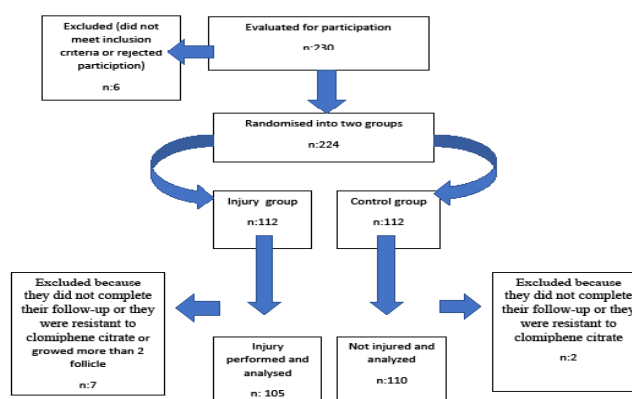 Evaluated for participation
n:230
Excluded (did not
meet inclusion
criteria or rejected
particiption)
n:6
Randomised into two groups
n:224
Injury group
n:112
Control group
n:112
Excluded because
they did not complete
their follow-up or they
were resistant to
clomiphene citrate or
growed more than 2
follicle
n:7
Injury
performed and
analysed
n: 105
Not injured and
analyzed
n:110
Excluded because
they did not complete
their follow-up or they
were resistant to
clomiphene citrate
n:2